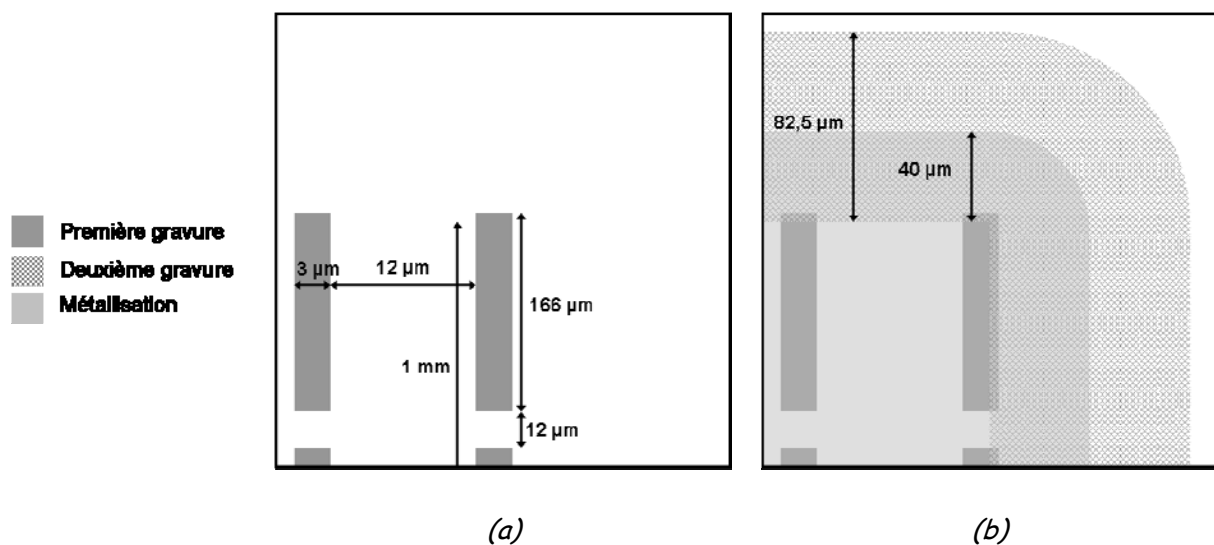 Première gravure
Deuxième gravure
Métallisation
3 µm
12 µm
166 µm
1 mm
12 µm
(a)
82,5 µm
40 µm
(b)